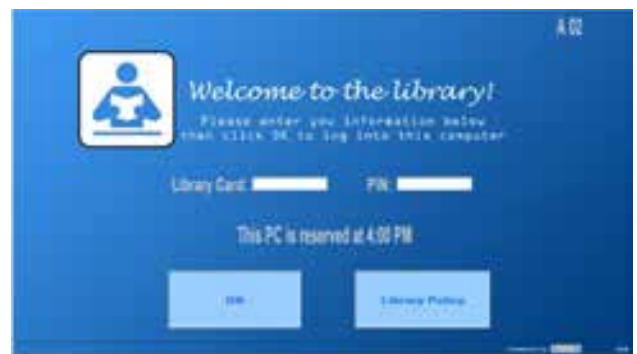 A 02
Welcome to the library!
Please enter you information below
then click OK to log into this computer
Library Card: PIN:
This PC is reserved at 4:00 PM
OK Library Policy